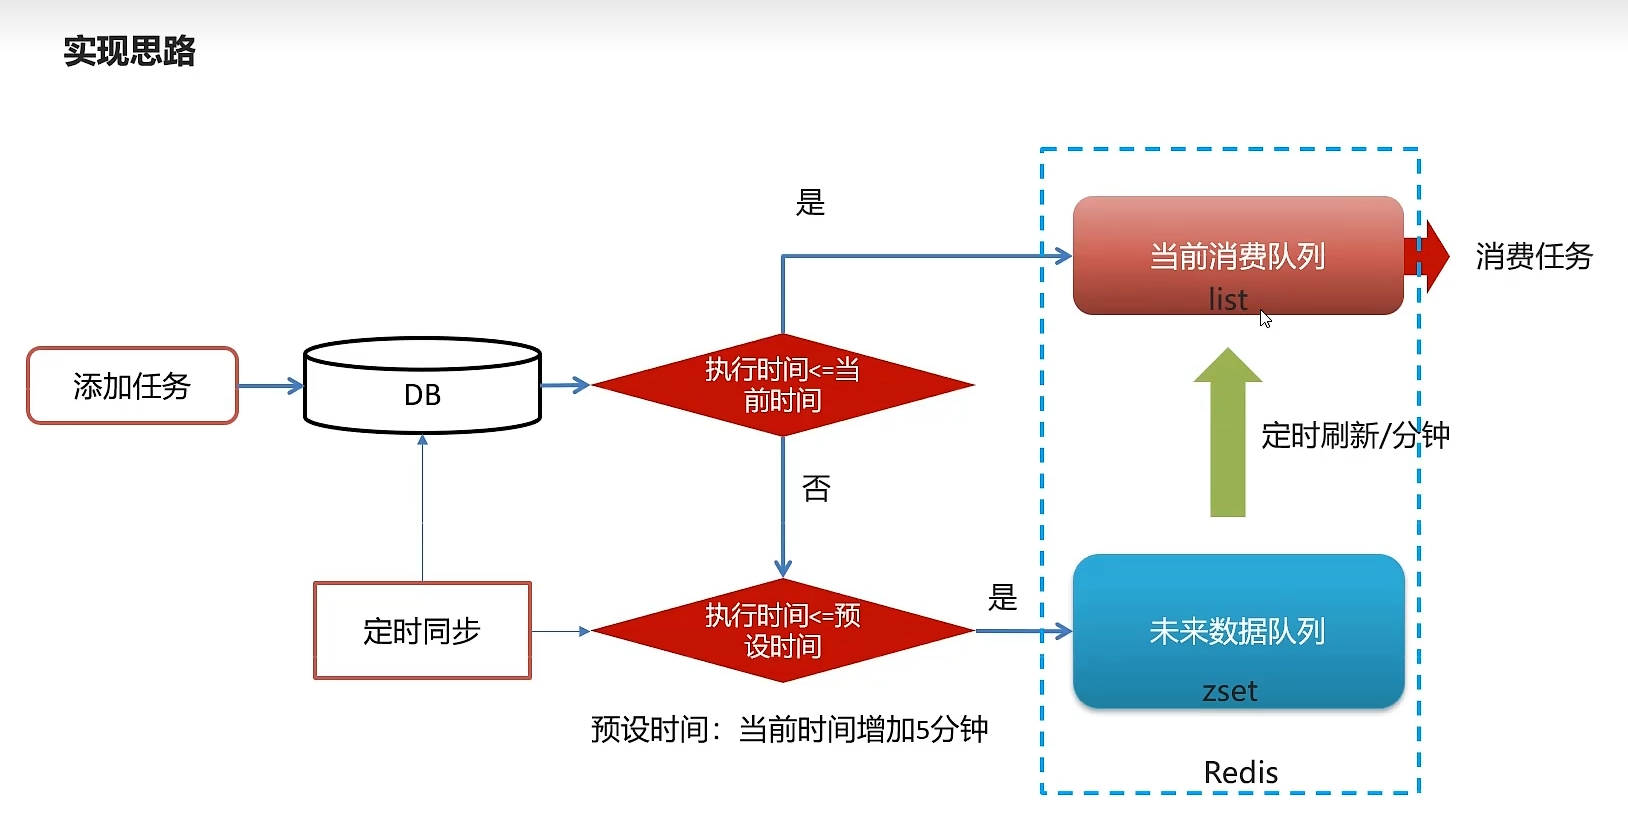 实现思路
是
当前消费队列
list
消费任务
添加任务
DB
执行时间<=当
前时间
定时刷新/分钟
否
是
定时同步
执行时间<=预
设时间
未来数据队列
zset
预设时间：当前时间增加5分钟
Redis